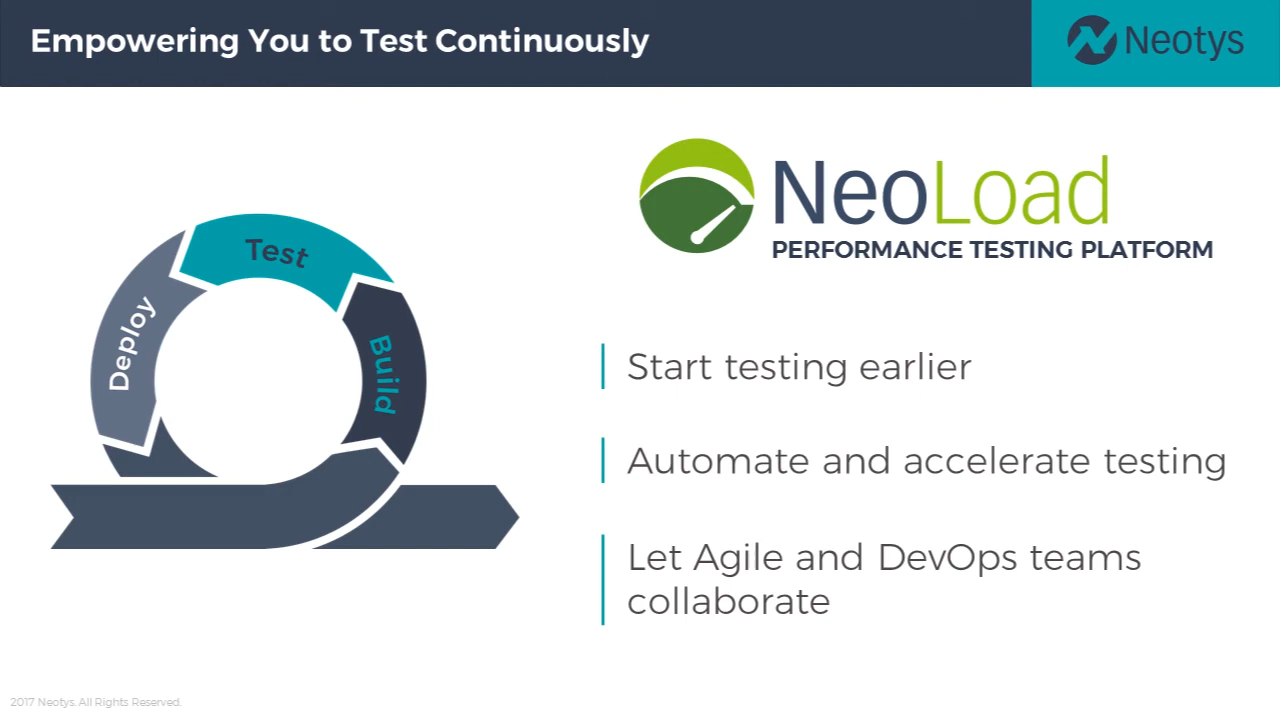 Empowering You to Test Continuously
Neotys
NeoLoad
PERFORMANCE TESTING PLATFORM
Test
Deploy
Build
Start testing earlier
Automate and accelerate testing
Let Agile and DevOps teams
collaborate
2017 Neotys. All Rights Reserved.